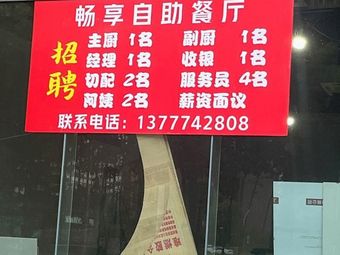 畅享自助餐厅
招聘
主厨 1名 副厨 1名
经理 1名 收银 1名
切配 2名 服务员 4名
阿姨 2名 薪资面议
联系电话：13777742808